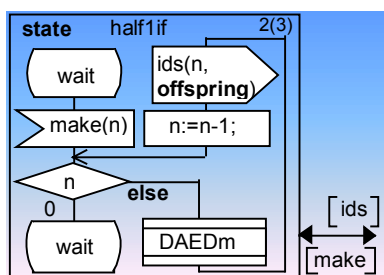 state half1if 2(3)
wait
ids(n,
offspring)
make(n)
n:=n-1;
n
else
0
wait
DAEDm
[ids]
[make]